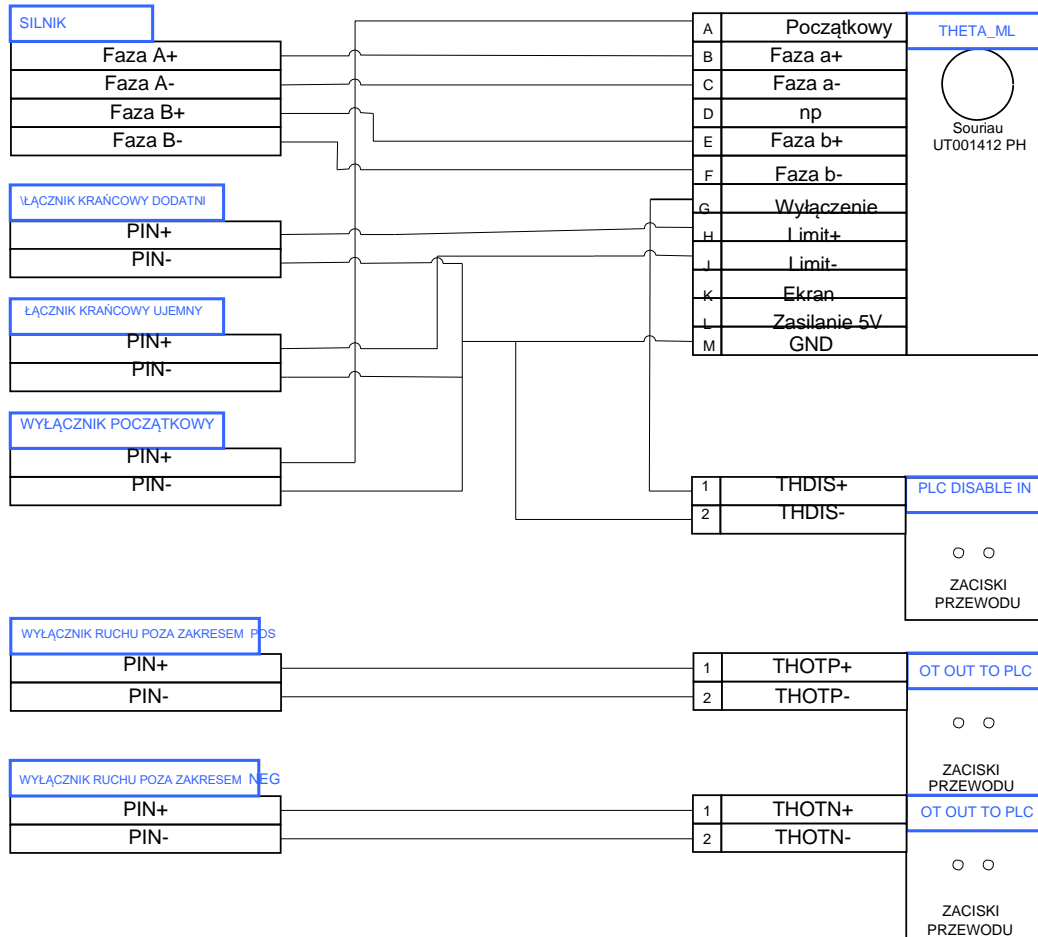 SILNIK
Faza A+
Faza A-
Faza B+
Faza B-
\ŁĄCZNIK KRAŃCOWY DODATNI
PIN+
PIN-
ŁĄCZNIK KRAŃCOWY UJEMNY
PIN+
PIN-
WYŁĄCZNIK POCZĄTKOWY
PIN+
PIN-
A Początkowy
B Faza a+
C Faza a-
D np
E Faza b+
F Faza b-
G Wyłączenie
H Limit+
J Limit-
K Ekran
L Zasilanie 5V
M GND
THETA_ML
Souriau
UT001412 PH
1 THDIS+
2 THDIS-
PLC DISABLE IN
ZACISKI
PRZEWODU
WYŁĄCZNIK RUCHU POZA ZAKRESEM POS
PIN+
PIN-
1 THOTP+
2 THOTP-
OT OUT TO PLC
ZACISKI
PRZEWODU
WYŁĄCZNIK RUCHU POZA ZAKRESEM NEG
PIN+
PIN-
1 THOTN+
2 THOTN-
OT OUT TO PLC
ZACISKI
PRZEWODU